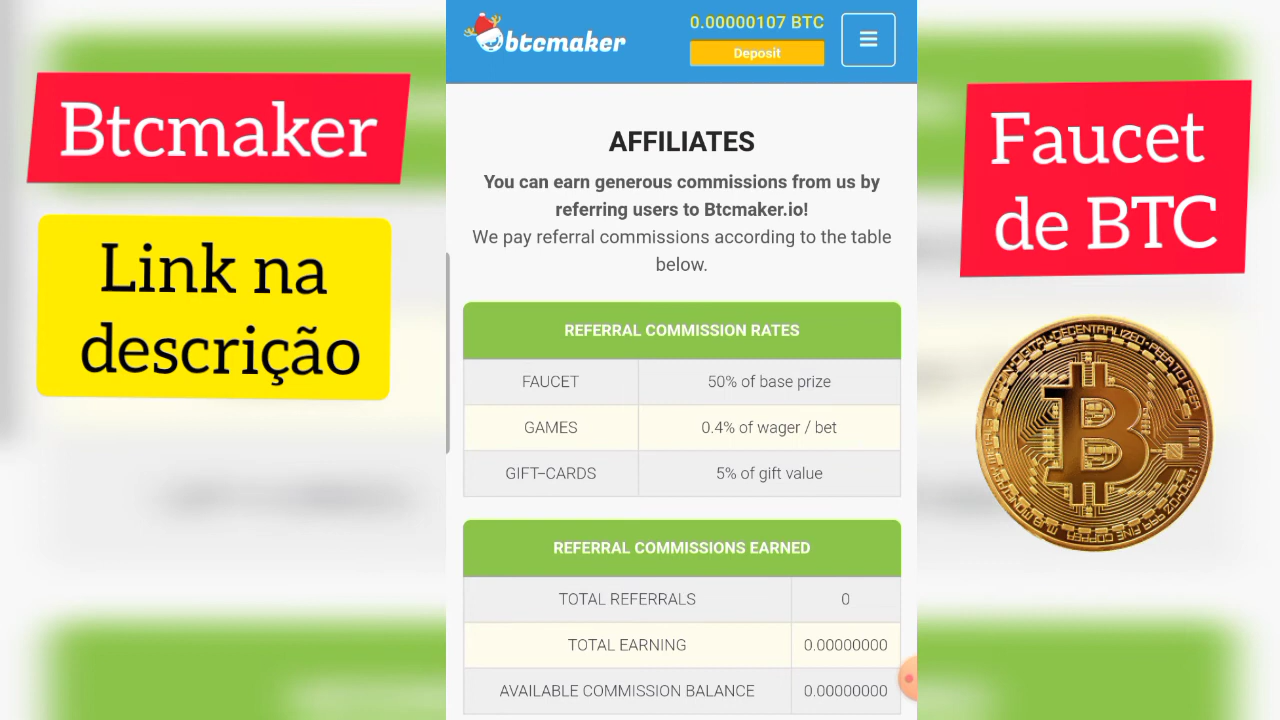 Btcmaker
Link na
descrição
btcmaker
0.00000107 BTC
Deposit
AFFILIATES
You can earn generous commissions from us by
referring users to Btcmaker.io!
We pay referral commissions according to the table
below.
REFERRAL COMMISSION RATES
FAUCET 50% of base prize
GAMES 0.4% of wager / bet
GIFT-CARDS 5% of gift value
REFERRAL COMMISSIONS EARNED
TOTAL REFERRALS 0
TOTAL EARNING 0.00000000
AVAILABLE COMMISSION BALANCE 0.00000000
Faucet
de BTC